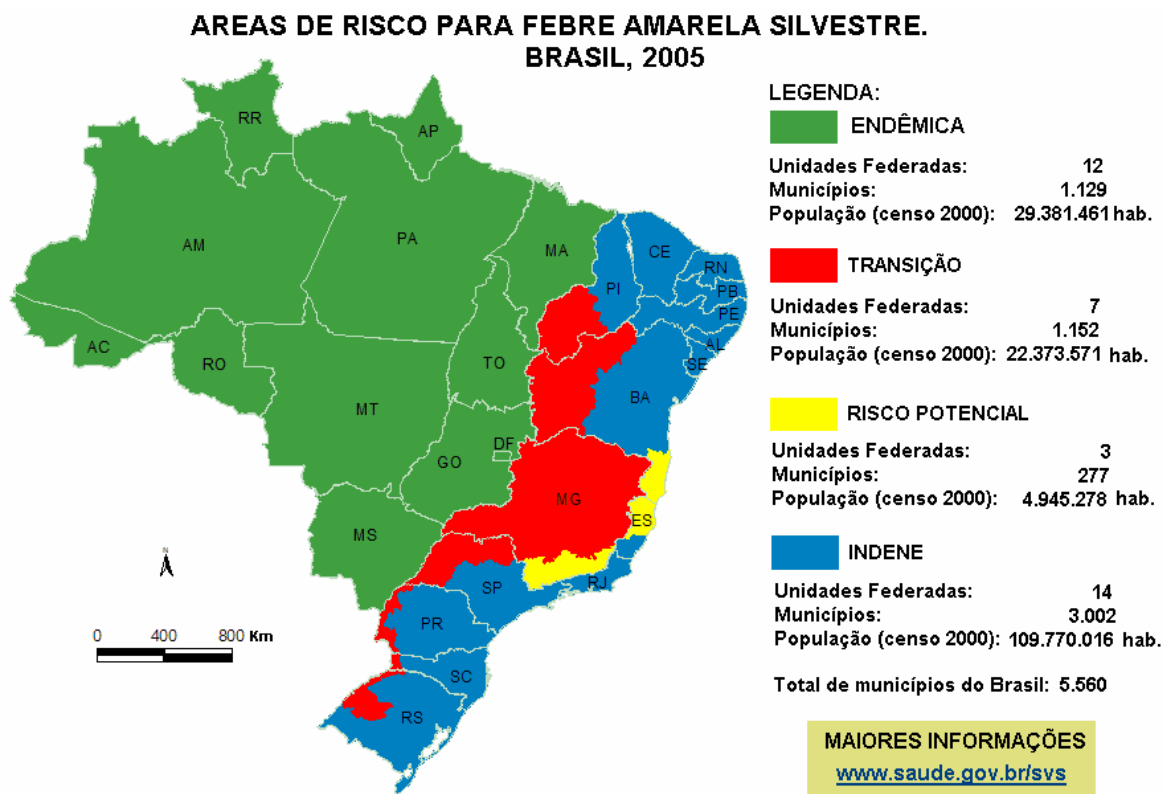 AREAS DE RISCO PARA FEBRE AMARELA SILVESTRE.
BRASIL, 2005
LEGENDA:
ENDÊMICA
Unidades Federadas: 12
Municípios: 1.129
População (censo 2000): 29.381.461 hab.
TRANSIÇÃO
Unidades Federadas: 7
Municípios: 1.152
População (censo 2000): 22.373.571 hab.
RISCO POTENCIAL
Unidades Federadas: 3
Municípios: 277
População (censo 2000): 4.945.278 hab.
INDENE
Unidades Federadas: 14
Municípios: 3.002
População (censo 2000): 109.770.016 hab.
Total de municípios do Brasil: 5.560
MAIORES INFORMAÇÕES
www.saude.gov.br/svs
RR
AP
AM
PA
MA
CE
RN
PB
PE
PI
AL
SE
AC
RO
TO
BA
MT
DF
GO
MG
ES
MS
SP
RJ
PR
SC
RS
N
0 400 800 Km